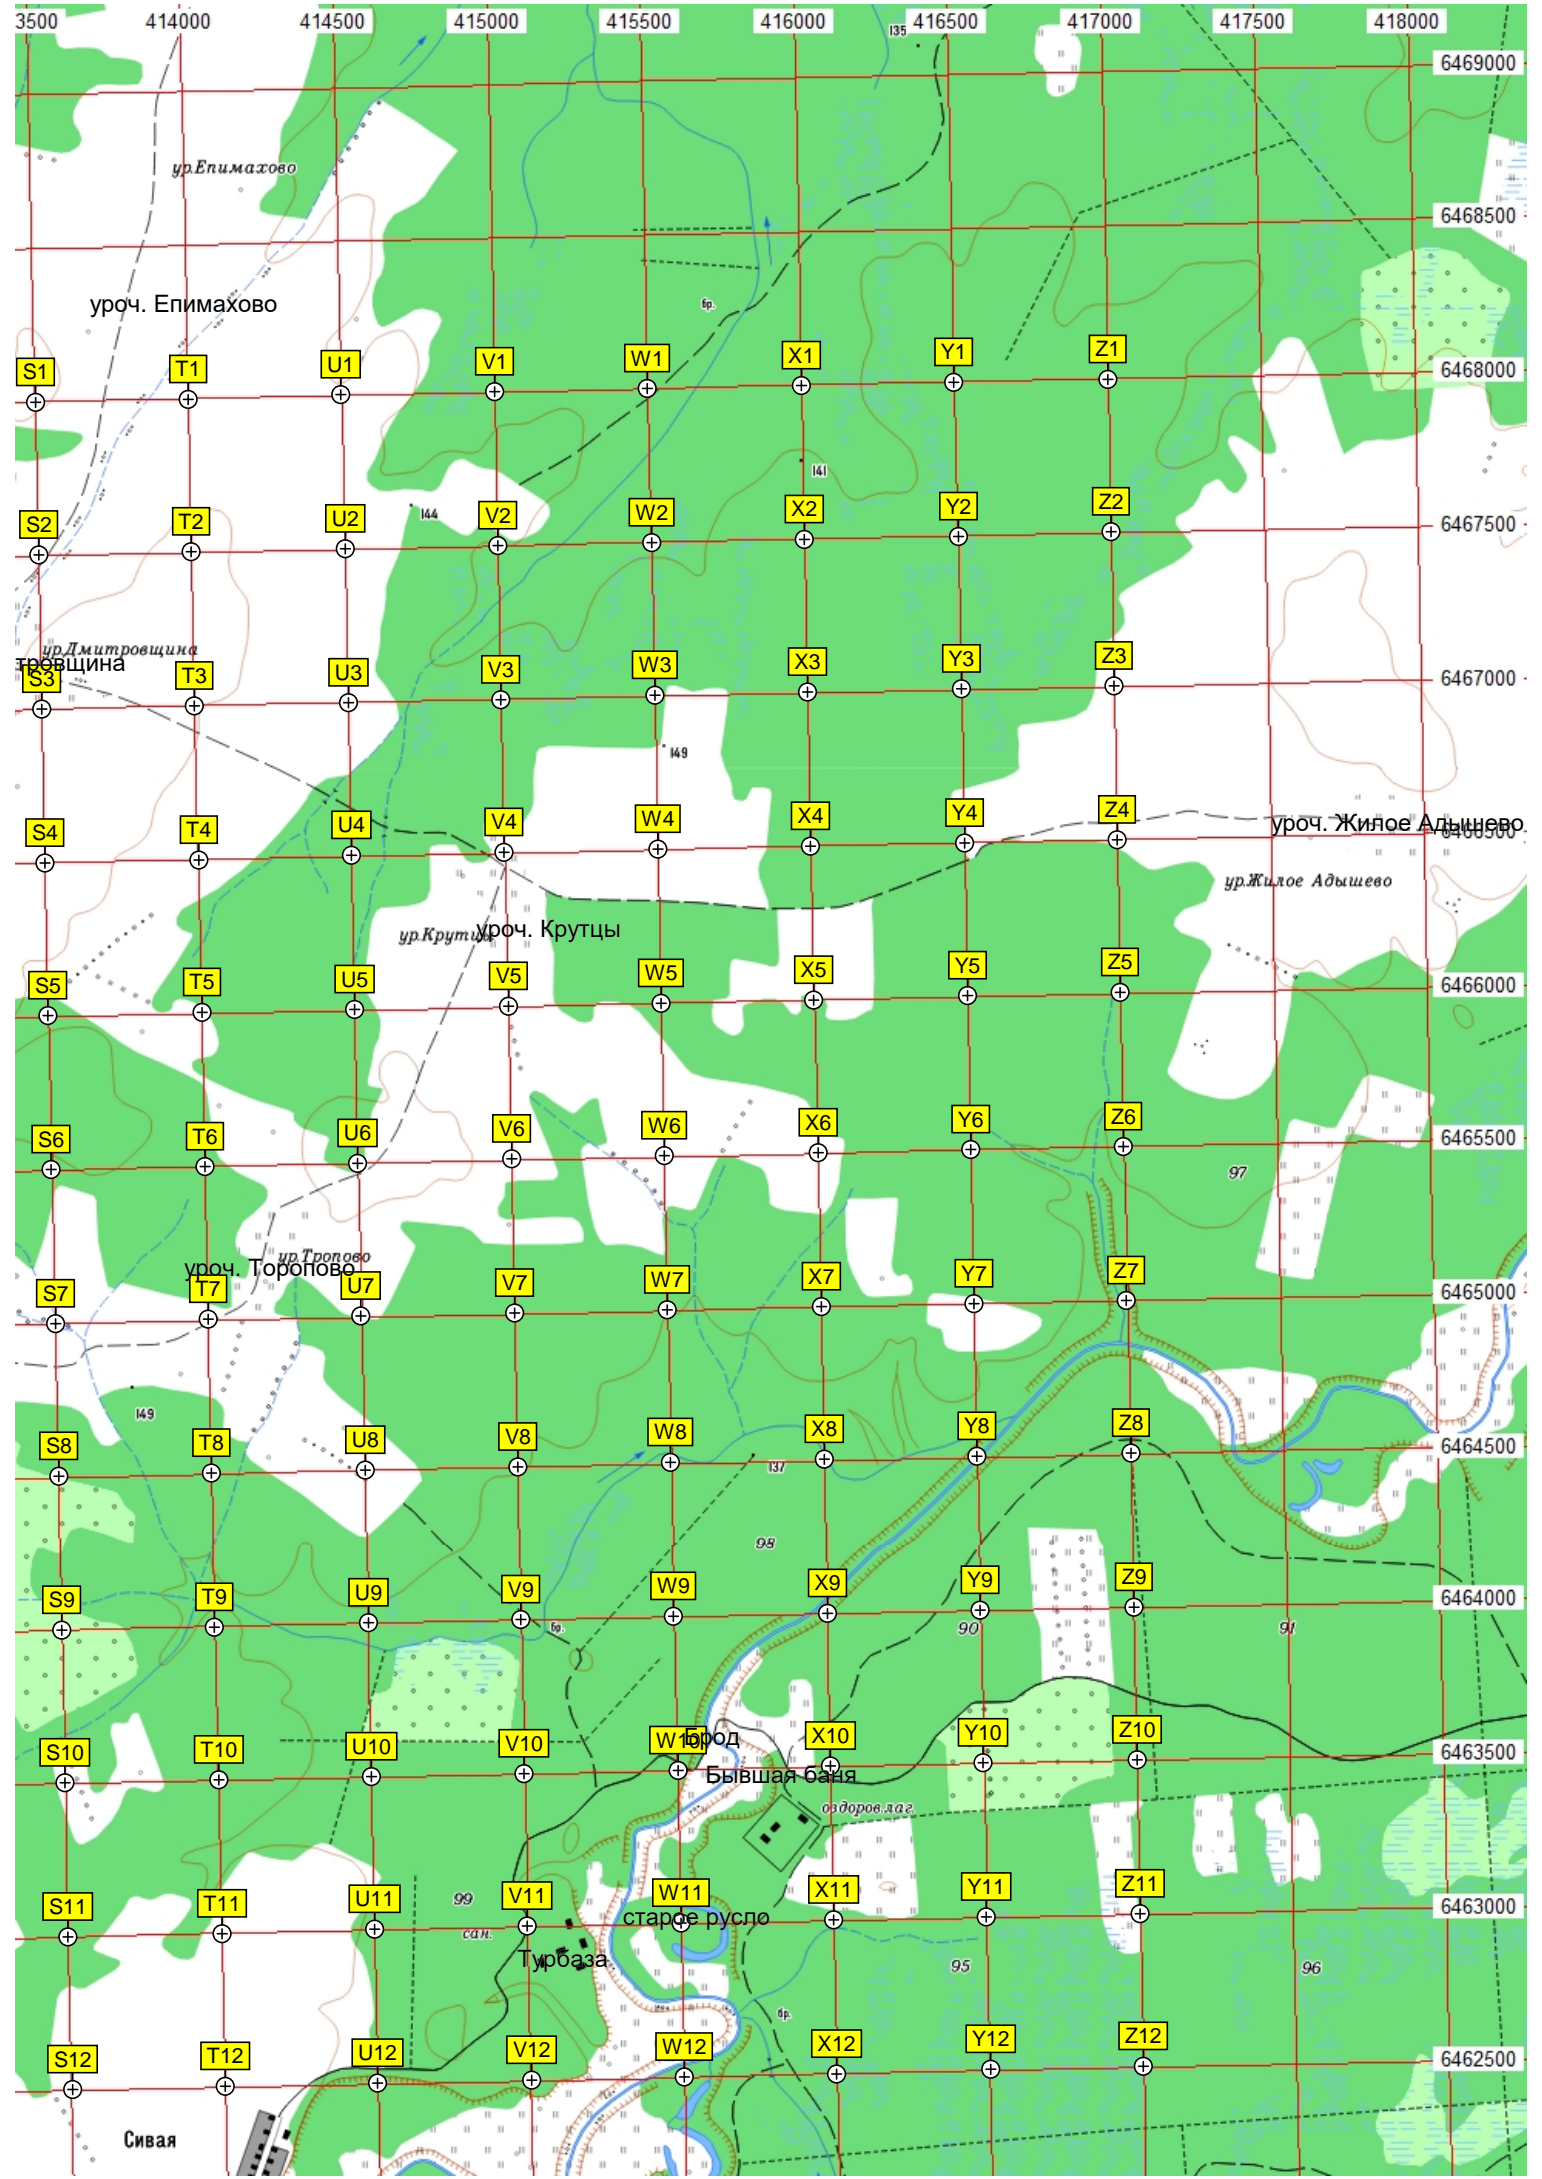 3500 414000 414500 415000 415500 416000 416500 417000 417500 418000
135
6469000
ур.Епимахово
6468500
уроч. Епимахово
бр.
S1 T1 U1 V1 W1 X1 Y1 Z1
6468000
141
144
S2 T2 U2 V2 W2 X2 Y2 Z2
6467500
ур.Дмитровщина
тровщина
S3 T3 U3 V3 W3 X3 Y3 Z3
6467000
149
S4 T4 U4 V4 W4 X4 Y4 Z4
уроч. Жилое Адышево
6466500
ур.Жилое Адышево
ур.Крутцы
уроч. Крутцы
S5 T5 U5 V5 W5 X5 Y5 Z5
6466000
S6 T6 U6 V6 W6 X6 Y6 Z6
6465500
97
ур.Тропово
уроч. Торопово
S7 T7 U7 V7 W7 X7 Y7 Z7
6465000
149
S8 T8 U8 V8 W8 X8 Y8 Z8
6464500
137
98
S9 T9 U9 V9 W9 X9 Y9 Z9
6464000
бр.
90
91
S10 T10 U10 V10 W10 X10 Y10 Z10
Брод
6463500
Бывшая баня
оздоров.лаг.
S11 T11 U11 V11 W11 X11 Y11 Z11
99
6463000
старое русло
сан.
Турбаза
95
96
бр.
S12 T12 U12 V12 W12 X12 Y12 Z12
6462500
Сивая